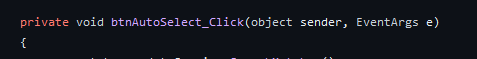 private void btnAutoSelect_Click(object sender, EventArgs e)
{